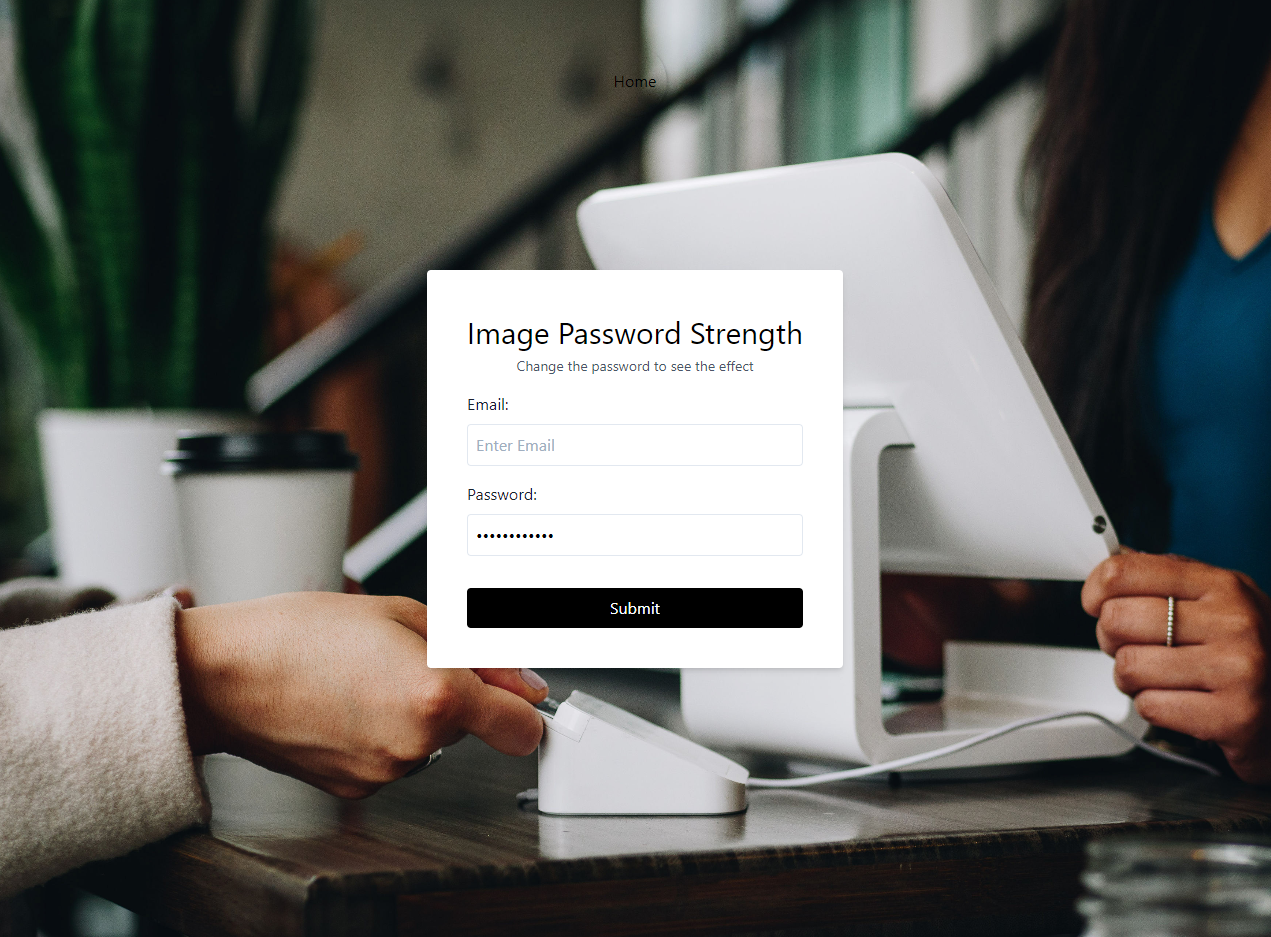 Home
Image Password Strength
Change the password to see the effect
Email:
Enter Email
Password:
••••••••••••
Submit